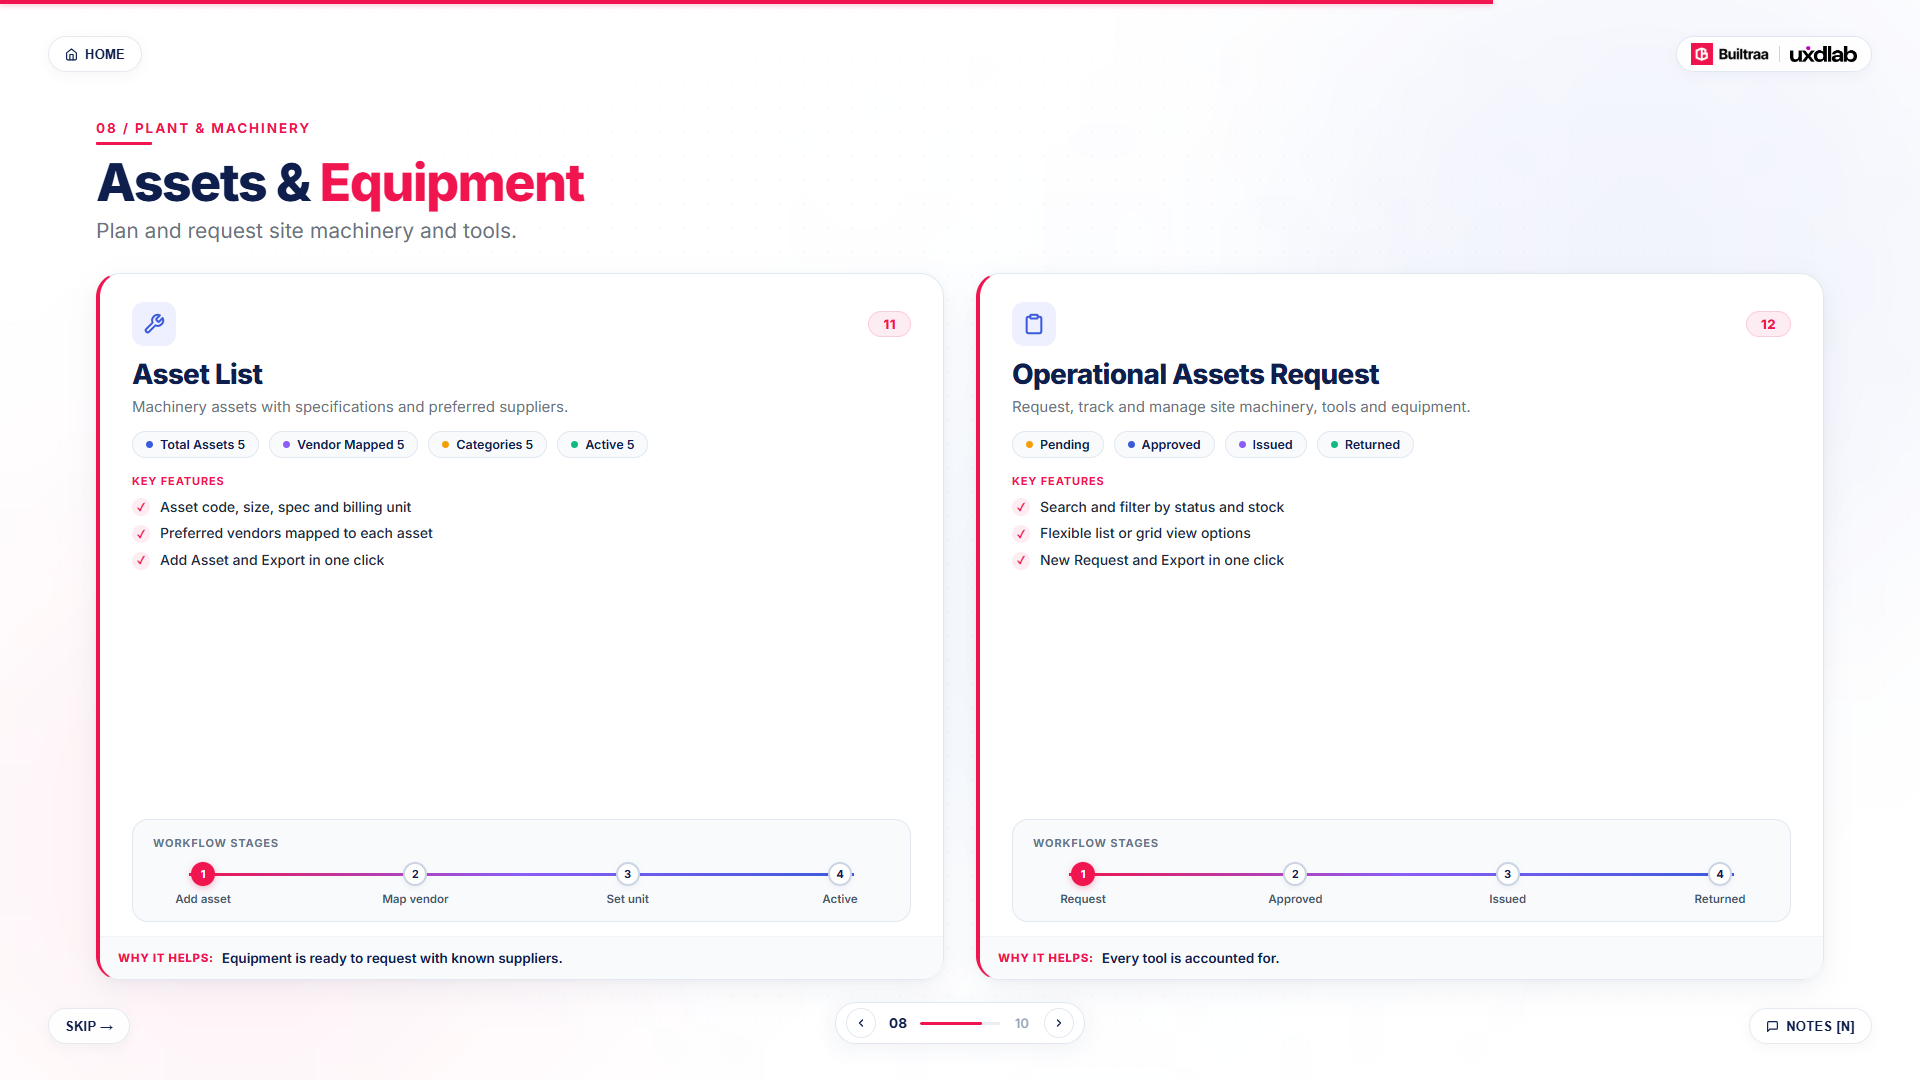 HOME
Builtraa
uxdlab
08 / PLANT & MACHINERY
Assets & Equipment
Plan and request site machinery and tools.
11
Asset List
Machinery assets with specifications and preferred suppliers.
Total Assets 5
Vendor Mapped 5
Categories 5
Active 5
KEY FEATURES
Asset code, size, spec and billing unit
Preferred vendors mapped to each asset
Add Asset and Export in one click
WORKFLOW STAGES
1
2
3
4
Add asset
Map vendor
Set unit
Active
WHY IT HELPS: Equipment is ready to request with known suppliers.
12
Operational Assets Request
Request, track and manage site machinery, tools and equipment.
Pending
Approved
Issued
Returned
KEY FEATURES
Search and filter by status and stock
Flexible list or grid view options
New Request and Export in one click
WORKFLOW STAGES
1
2
3
4
Request
Approved
Issued
Returned
WHY IT HELPS: Every tool is accounted for.
SKIP →
08
10
NOTES [N]